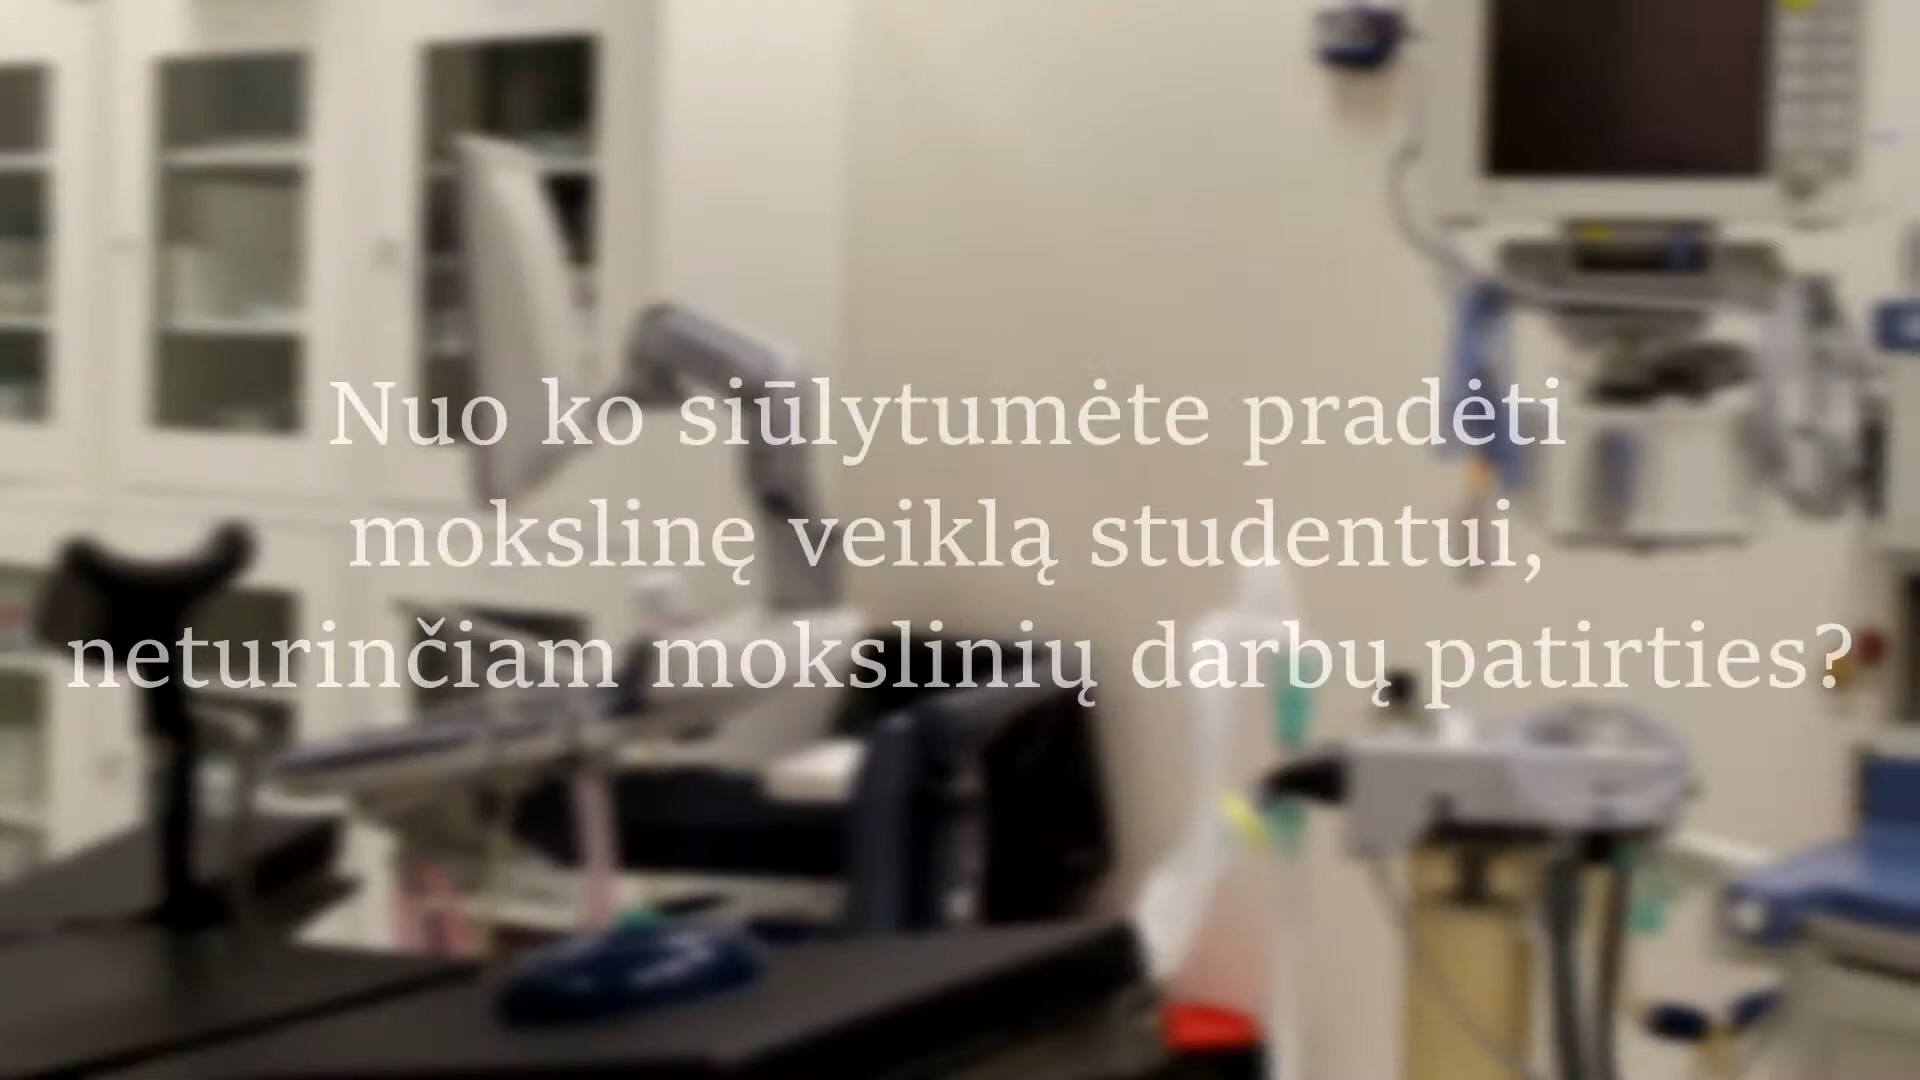 Nuo ko siūlytumėte pradėti
mokslinę veiklą studentui,
neturinčiam mokslinių darbų patirties?